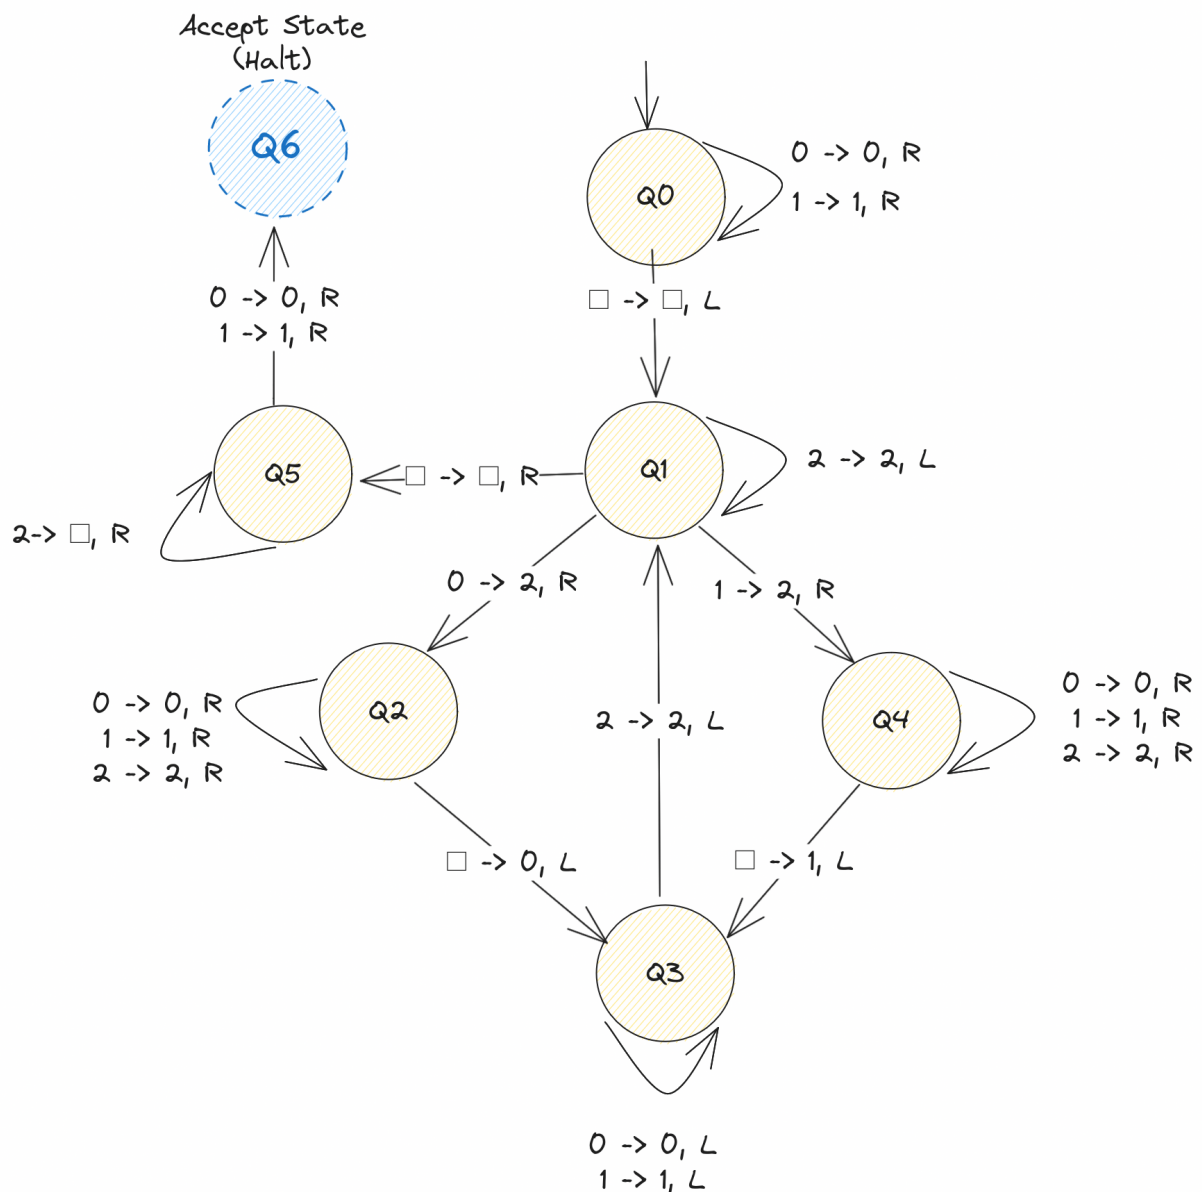 Accept State
(Halt)
Q6
Q0
0 -> 0, R
1 -> 1, R
□ -> □, L
0 -> 0, R
1 -> 1, R
Q5
□ -> □, R
Q1
2 -> 2, L
2-> □, R
0 -> 2, R
1 -> 2, R
Q2
0 -> 0, R
1 -> 1, R
2 -> 2, R
2 -> 2, L
Q4
0 -> 0, R
1 -> 1, R
2 -> 2, R
□ -> 0, L
□ -> 1, L
Q3
0 -> 0, L
1 -> 1, L